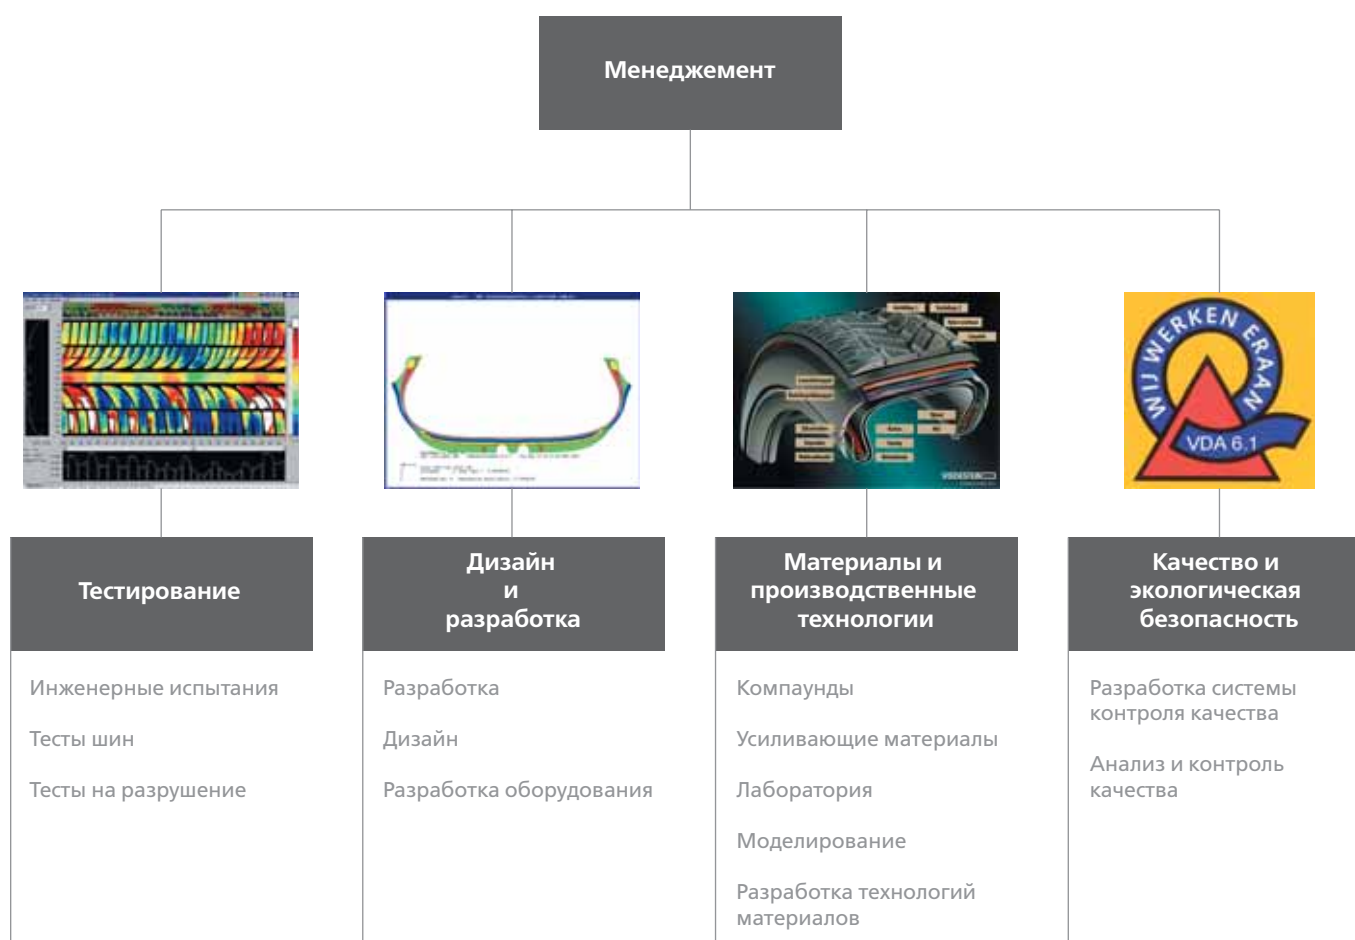 Менеджемент
WIJ WERKEN ERAAN
VDA 6.1
VREDESTEIN
Тестирование
Инженерные испытания
Тесты шин
Тесты на разрушение
Дизайн
и
разработка
Разработка
Дизайн
Разработка оборудования
Материалы и
производственные
технологии
Компаунды
Усиливающие материалы
Лаборатория
Моделирование
Разработка технологий
материалов
Качество и
экологическая
безопасность
Разработка системы
контроля качества
Анализ и контроль
качества